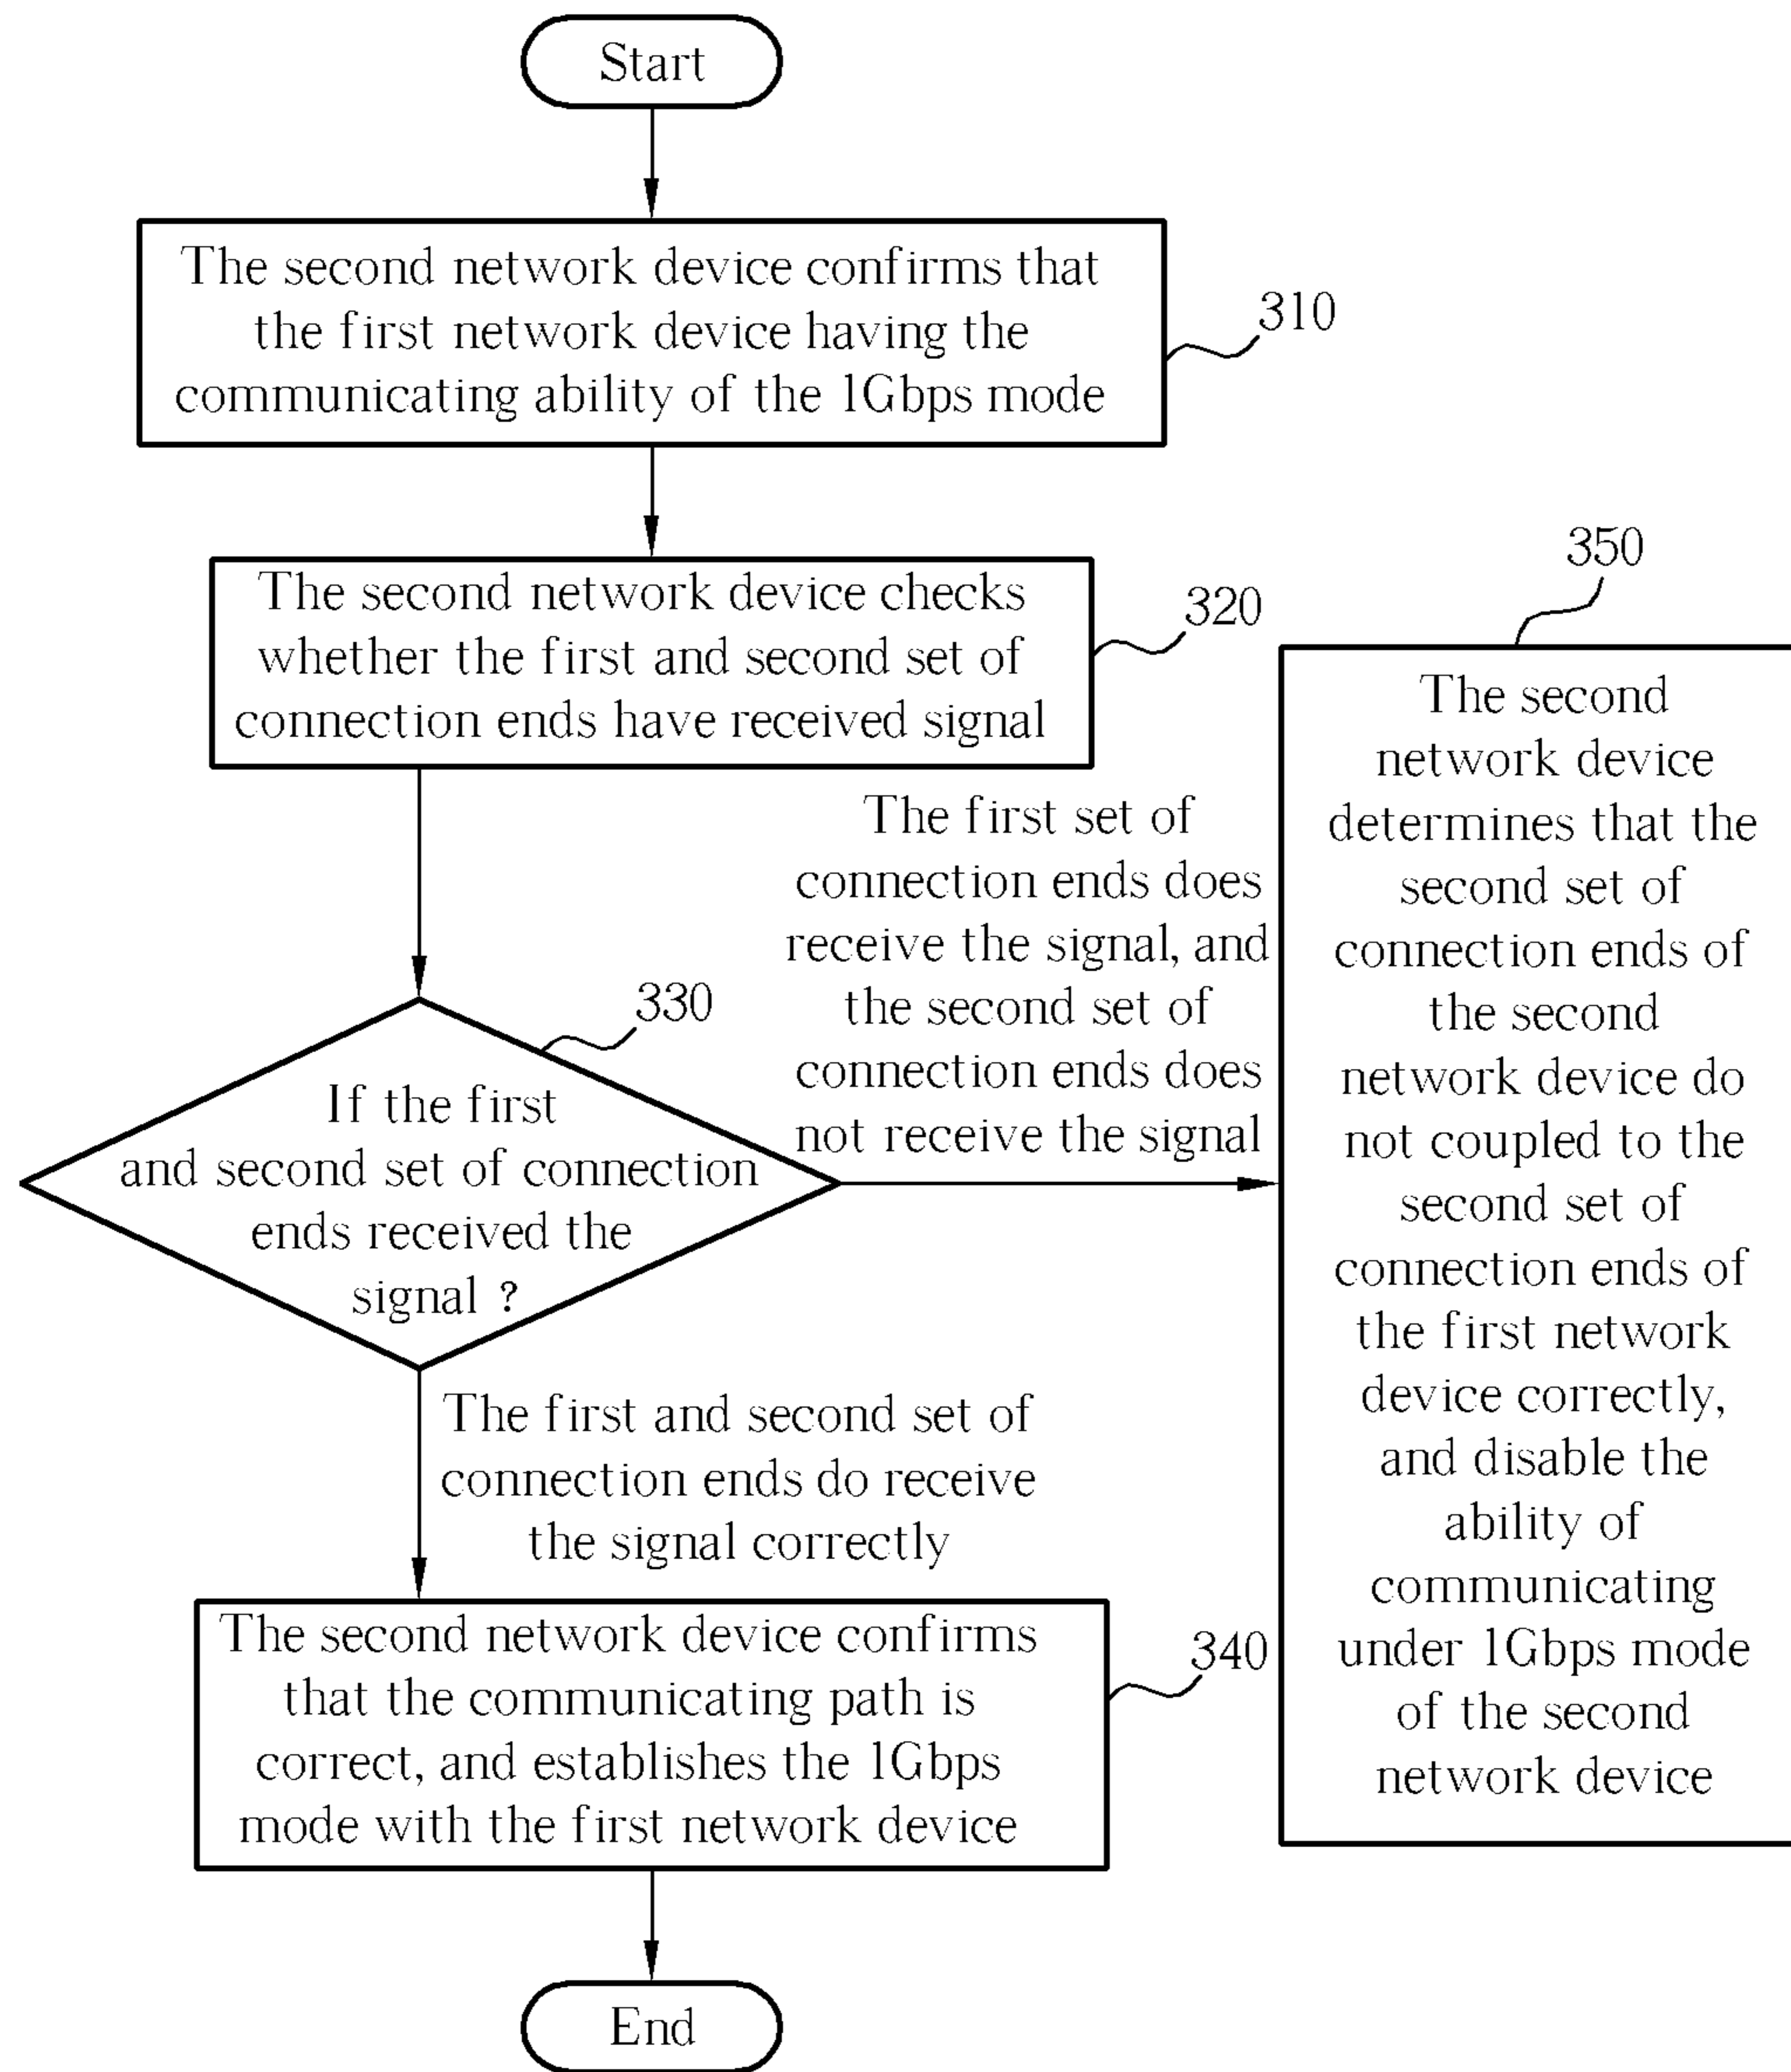 Start
The second network device confirms that
the first network device having the
communicating ability of the 1Gbps mode
310
The second network device checks
whether the first and second set of
connection ends have received signal
320
If the first
and second set of connection
ends received the
signal ?
330
The first set of
connection ends does
receive the signal, and
the second set of
connection ends does
not receive the signal
350
The second
network device
determines that the
second set of
connection ends of
the second
network device do
not coupled to the
second set of
connection ends of
the first network
device correctly,
and disable the
ability of
communicating
under 1Gbps mode
of the second
network device
The first and second set of
connection ends do receive
the signal correctly
The second network device confirms
that the communicating path is
correct, and establishes the 1Gbps
mode with the first network device
340
End